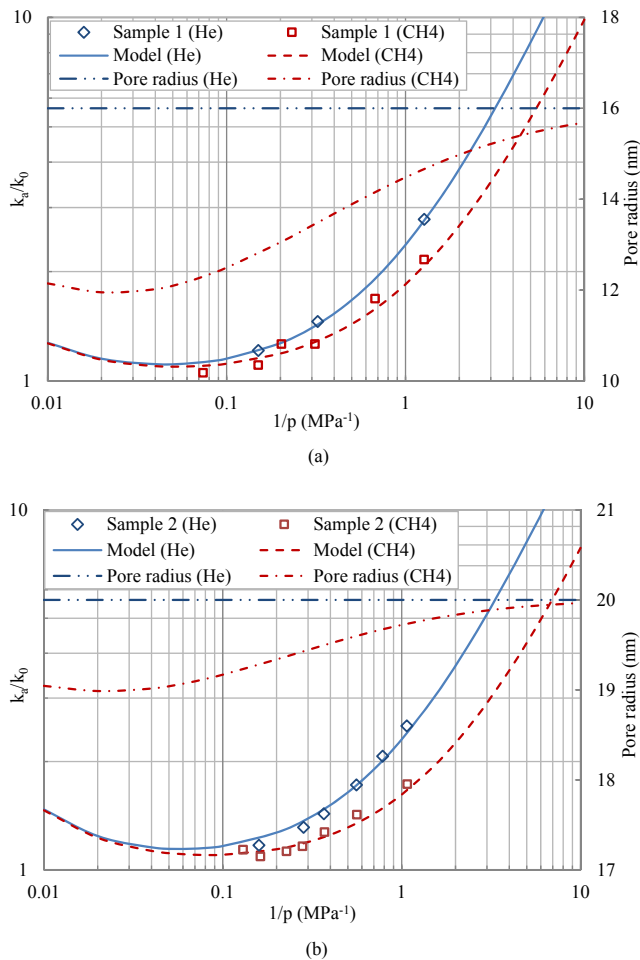 10 18
Sample 1 (He) Sample 1 (CH4)
Model (He) Model (CH4)
Pore radius (He) Pore radius (CH4)
16
kₐ/k₀
14
Pore radius (nm)
12
1 10
0.01 0.1 1 10
1/p (MPa⁻¹)
(a)
10 21
Sample 2 (He) Sample 2 (CH4)
Model (He) Model (CH4)
Pore radius (He) Pore radius (CH4)
20
kₐ/k₀
19
Pore radius (nm)
18
1 17
0.01 0.1 1 10
1/p (MPa⁻¹)
(b)